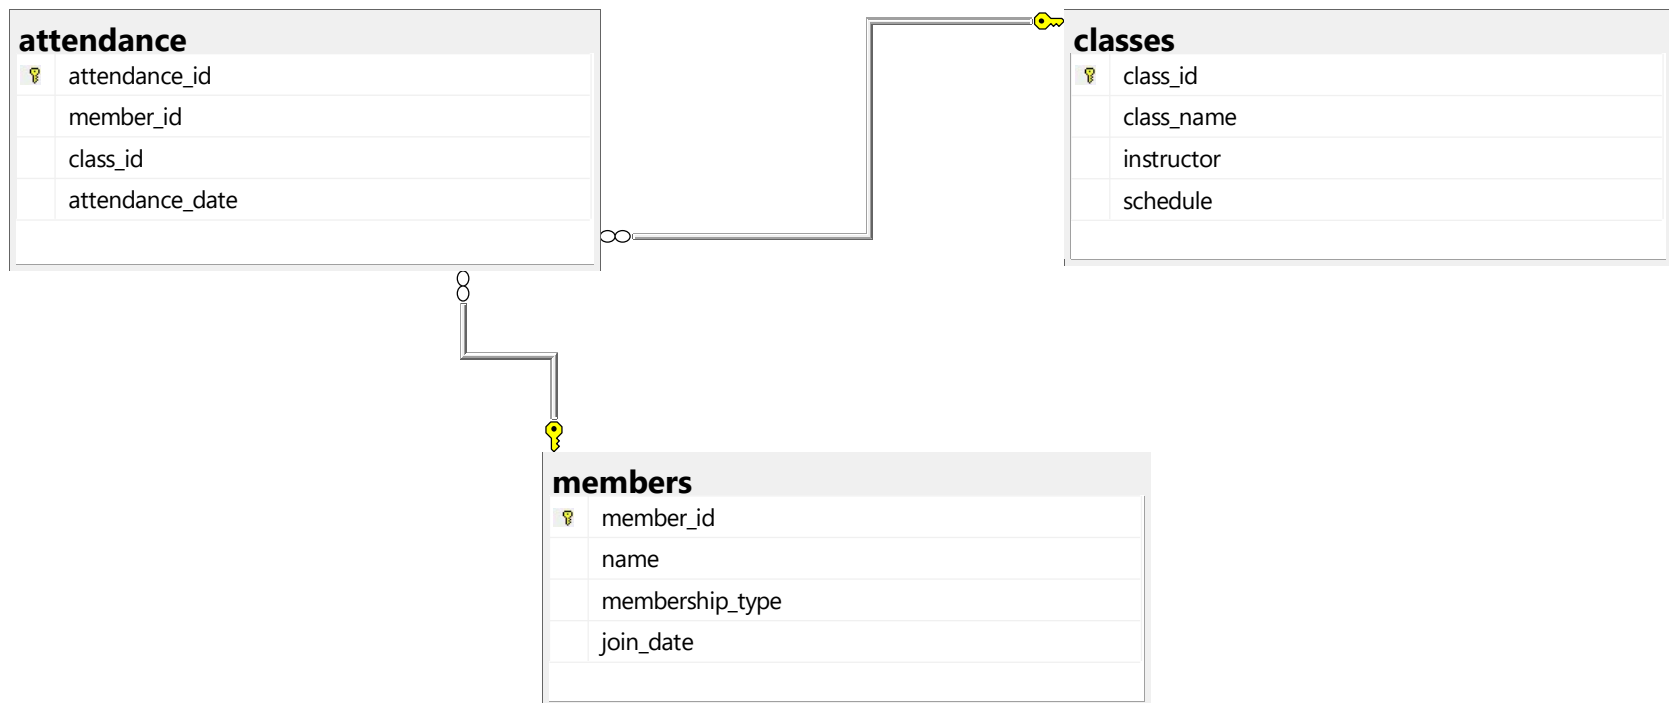 attendance
attendance_id
member_id
class_id
attendance_date
classes
class_id
class_name
instructor
schedule
members
member_id
name
membership_type
join_date